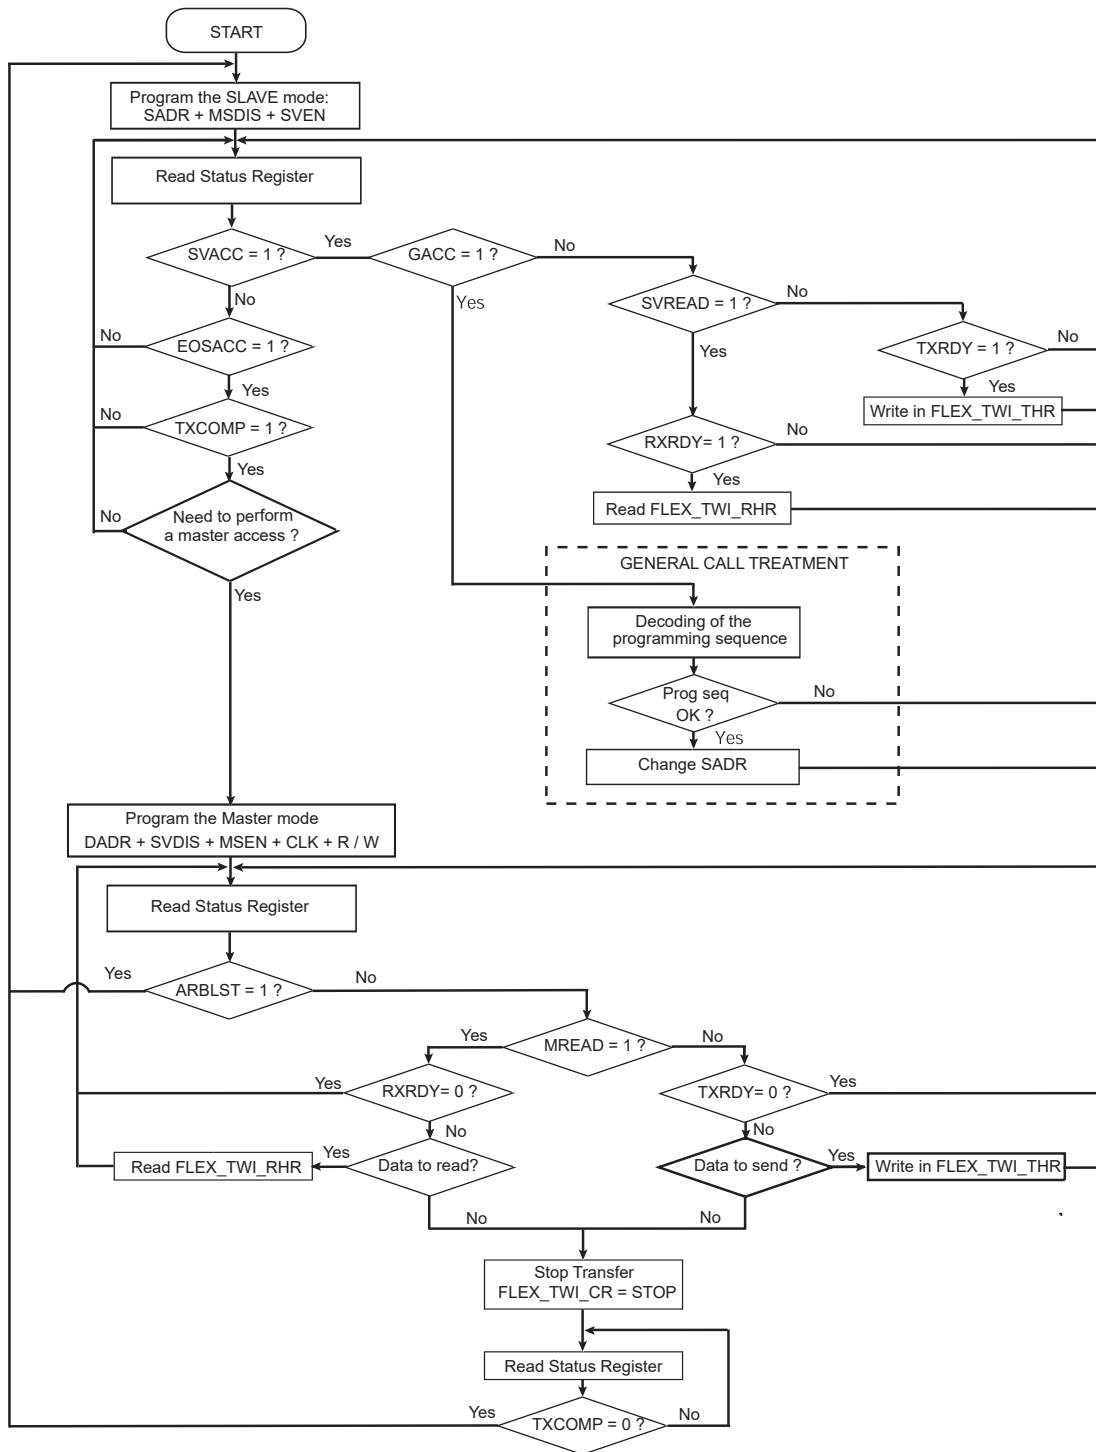 START
Program the SLAVE mode:
SADR + MSDIS + SVEN
Read Status Register
SVACC = 1 ?
Yes
GACC = 1 ?
No
No
Yes
SVREAD = 1 ?
No
EOSACC = 1 ?
No
Yes
TXRDY = 1 ?
No
Yes
Yes
Write in FLEX_TWI_THR
TXCOMP = 1 ?
No
Yes
RXRDY= 1 ?
No
Yes
Read FLEX_TWI_RHR
Need to perform
a master access ?
No
Yes
GENERAL CALL TREATMENT
Decoding of the
programming sequence
Prog seq
OK ?
No
Yes
Change SADR
Program the Master mode
DADR + SVDIS + MSEN + CLK + R / W
Read Status Register
Yes
ARBLST = 1 ?
No
Yes
MREAD = 1 ?
No
Yes
RXRDY= 0 ?
TXRDY= 0 ?
Yes
No
No
Read FLEX_TWI_RHR
Yes
Data to read?
Data to send ?
Yes
Write in FLEX_TWI_THR
No
No
Stop Transfer
FLEX_TWI_CR = STOP
Read Status Register
Yes
TXCOMP = 0 ?
No